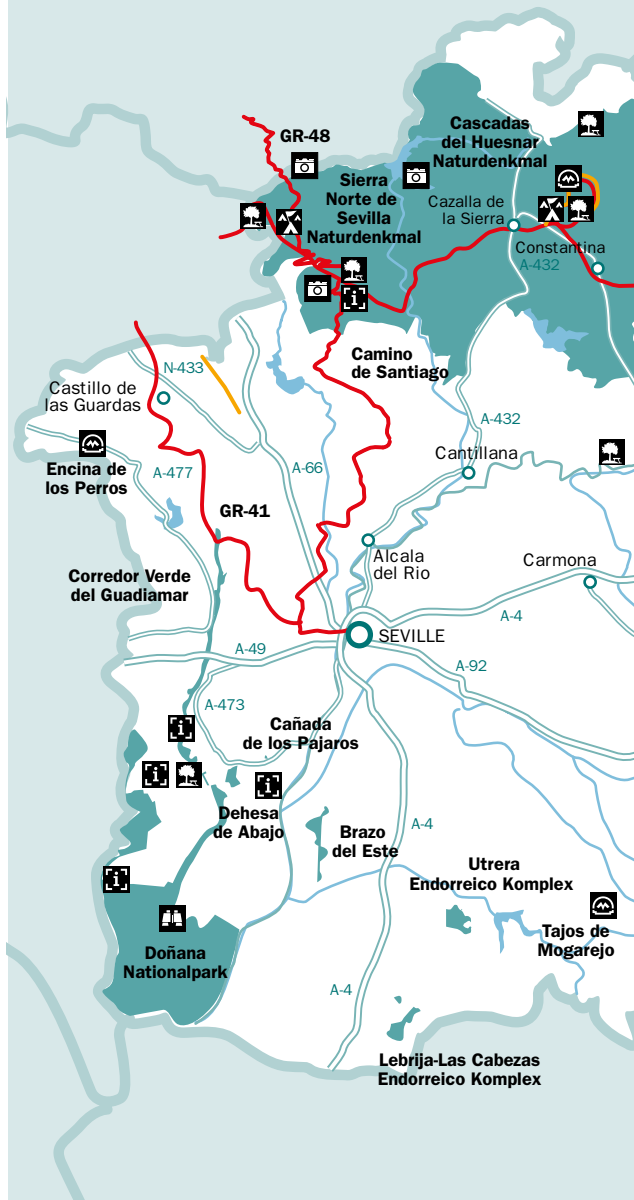 GR-48
Cascadas
del Huesnar
Naturdenkmal
Sierra
Norte de
Sevilla
Naturdenkmal
Cazalla de
la Sierra
Constantina
A-432
Camino
de Santiago
N-433
Castillo de
las Guardas
A-432
Cantillana
Encina de
los Perros
A-477
A-66
GR-41
Alcala
del Rio
Carmona
Corredor Verde
del Guadiamar
A-4
SEVILLE
A-49
A-92
A-473
Cañada
de los Pajaros
Dehesa
de Abajo
Brazo
del Este
A-4
Utrera
Endorreico Komplex
Tajos de
Mogarejo
Doñana
Nationalpark
A-4
Lebrija-Las Cabezas
Endorreico Komplex